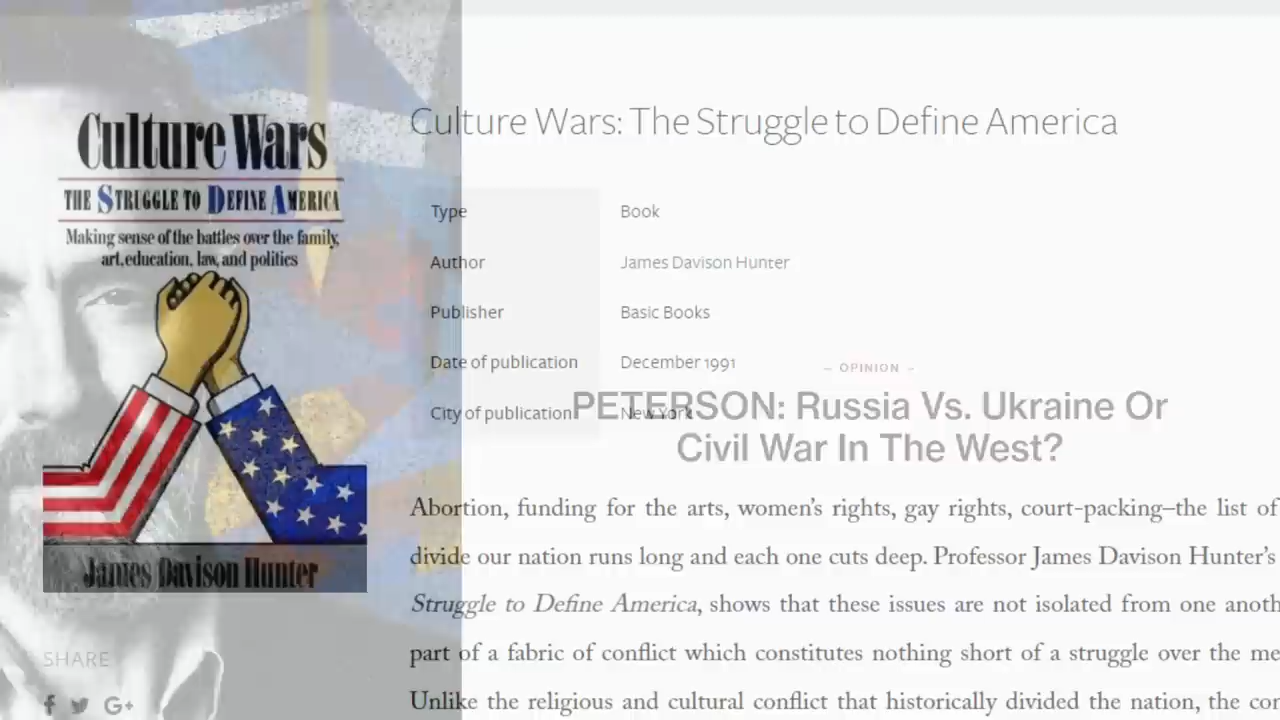 Culture Wars
THE STRUGGLE TO DEFINE AMERICA
Making sense of the battles over the family,
art, education, law, and politics
James Davison Hunter
SHARE
G+
Culture Wars: The Struggle to Define America
Type Book
Author James Davison Hunter
Publisher Basic Books
Date of publication December 1991
City of publication New York
– OPINION –
PETERSON: Russia Vs. Ukraine Or
Civil War In The West?
Abortion, funding for the arts, women’s rights, gay rights, court-packing–the list of
divide our nation runs long and each one cuts deep. Professor James Davison Hunter’s
Struggle to Define America, shows that these issues are not isolated from one anoth
part of a fabric of conflict which constitutes nothing short of a struggle over the me
Unlike the religious and cultural conflict that historically divided the nation, the con